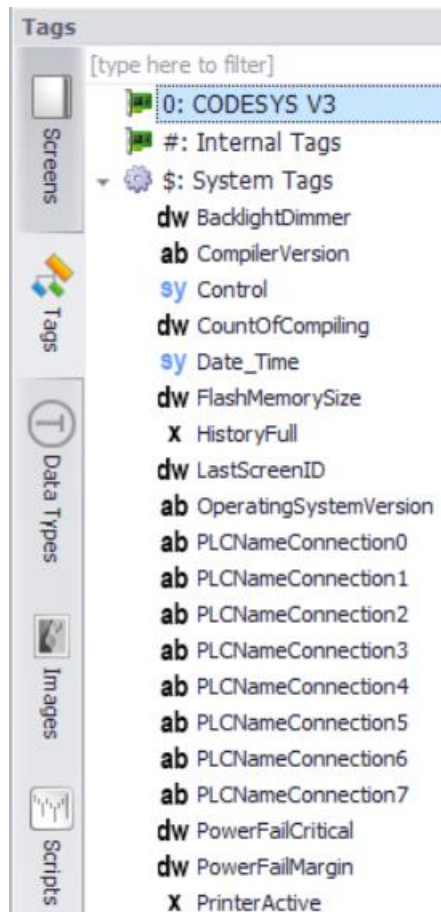 Tags
[type here to filter]
0: CODESYS V3
#: Internal Tags
$: System Tags
dw BacklightDimmer
ab CompilerVersion
sy Control
dw CountOfCompiling
sy Date_Time
dw FlashMemorySize
X HistoryFull
dw LastScreenID
ab OperatingSystemVersion
ab PLCNameConnection0
ab PLCNameConnection1
ab PLCNameConnection2
ab PLCNameConnection3
ab PLCNameConnection4
ab PLCNameConnection5
ab PLCNameConnection6
ab PLCNameConnection7
dw PowerFailCritical
dw PowerFailMargin
X PrinterActive
Screens
Tags
T
Data Types
Images
Scripts